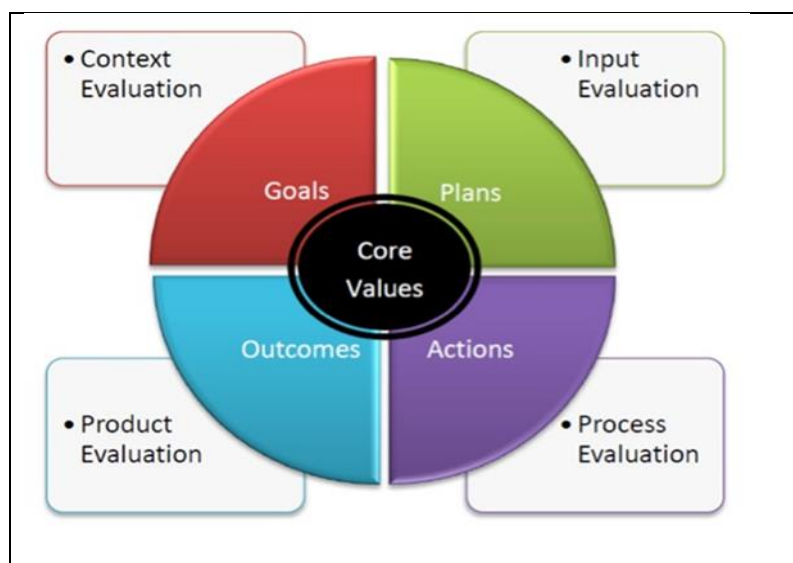 • Context
Evaluation
• Input
Evaluation
Goals
Plans
Core
Values
Outcomes
Actions
• Product
Evaluation
• Process
Evaluation